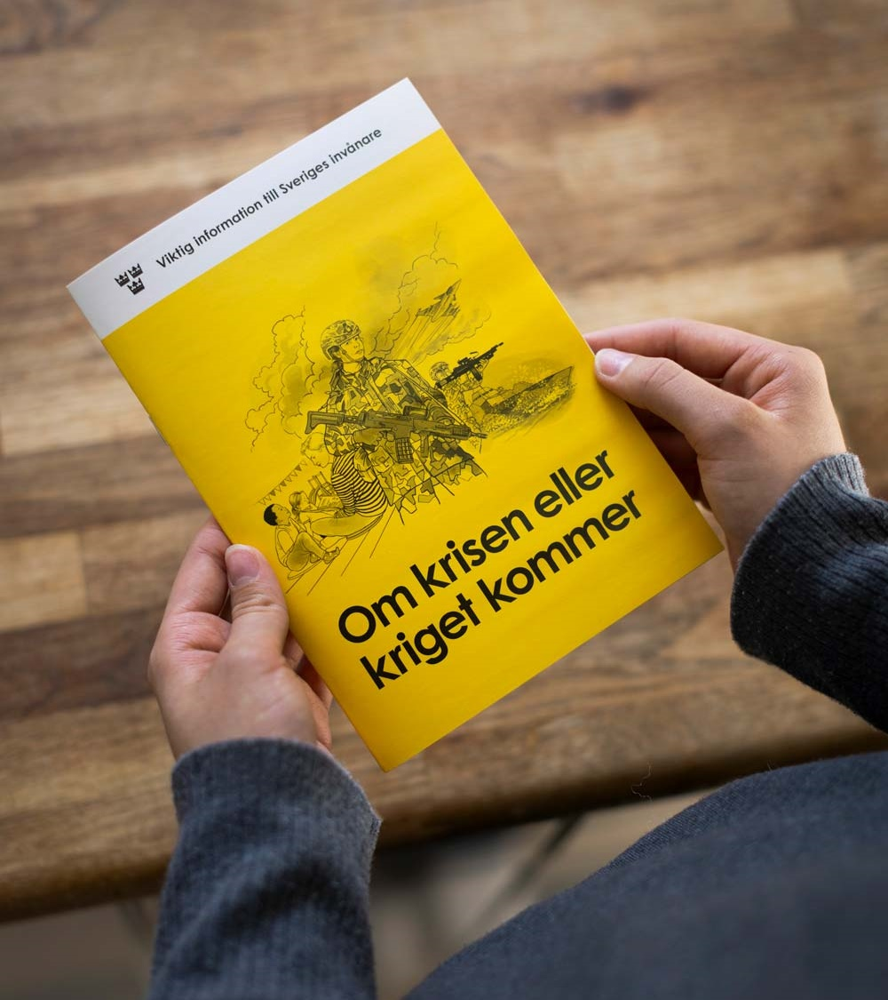 Viktig information till Sveriges invånare
Om krisen eller
kriget kommer